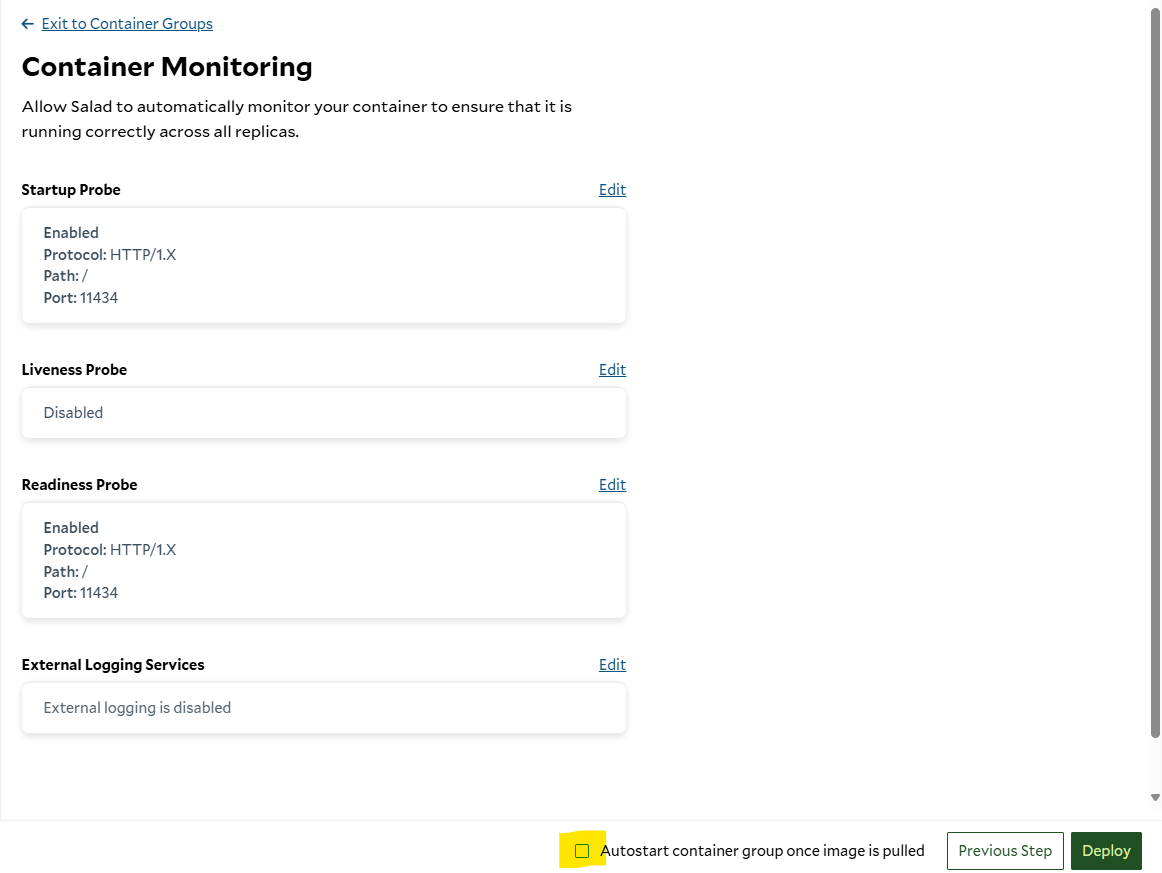 Exit to Container Groups
Container Monitoring
Allow Salad to automatically monitor your container to ensure that it is
running correctly across all replicas.
Startup Probe Edit
Enabled
Protocol: HTTP/1.X
Path: /
Port: 11434
Liveness Probe Edit
Disabled
Readiness Probe Edit
Enabled
Protocol: HTTP/1.X
Path: /
Port: 11434
External Logging Services Edit
External logging is disabled
Autostart container group once image is pulled Previous Step Deploy